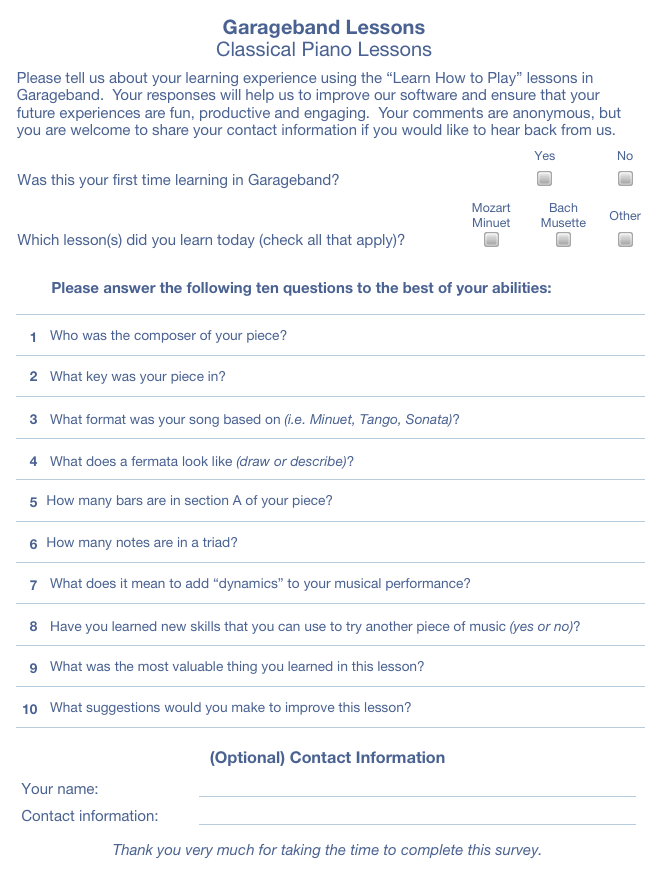 Garageband Lessons
Classical Piano Lessons
Please tell us about your learning experience using the “Learn How to Play” lessons in
Garageband.  Your responses will help us to improve our software and ensure that your
future experiences are fun, productive and engaging.  Your comments are anonymous, but
you are welcome to share your contact information if you would like to hear back from us.
Yes No
Was this your first time learning in Garageband?
Mozart Minuet Bach Musette Other
Which lesson(s) did you learn today (check all that apply)?
Please answer the following ten questions to the best of your abilities:
1 Who was the composer of your piece?
2 What key was your piece in?
3 What format was your song based on (i.e. Minuet, Tango, Sonata)?
4 What does a fermata look like (draw or describe)?
5 How many bars are in section A of your piece?
6 How many notes are in a triad?
7 What does it mean to add “dynamics” to your musical performance?
8 Have you learned new skills that you can use to try another piece of music (yes or no)?
9 What was the most valuable thing you learned in this lesson?
10 What suggestions would you make to improve this lesson?
(Optional) Contact Information
Your name:
Contact information:
Thank you very much for taking the time to complete this survey.